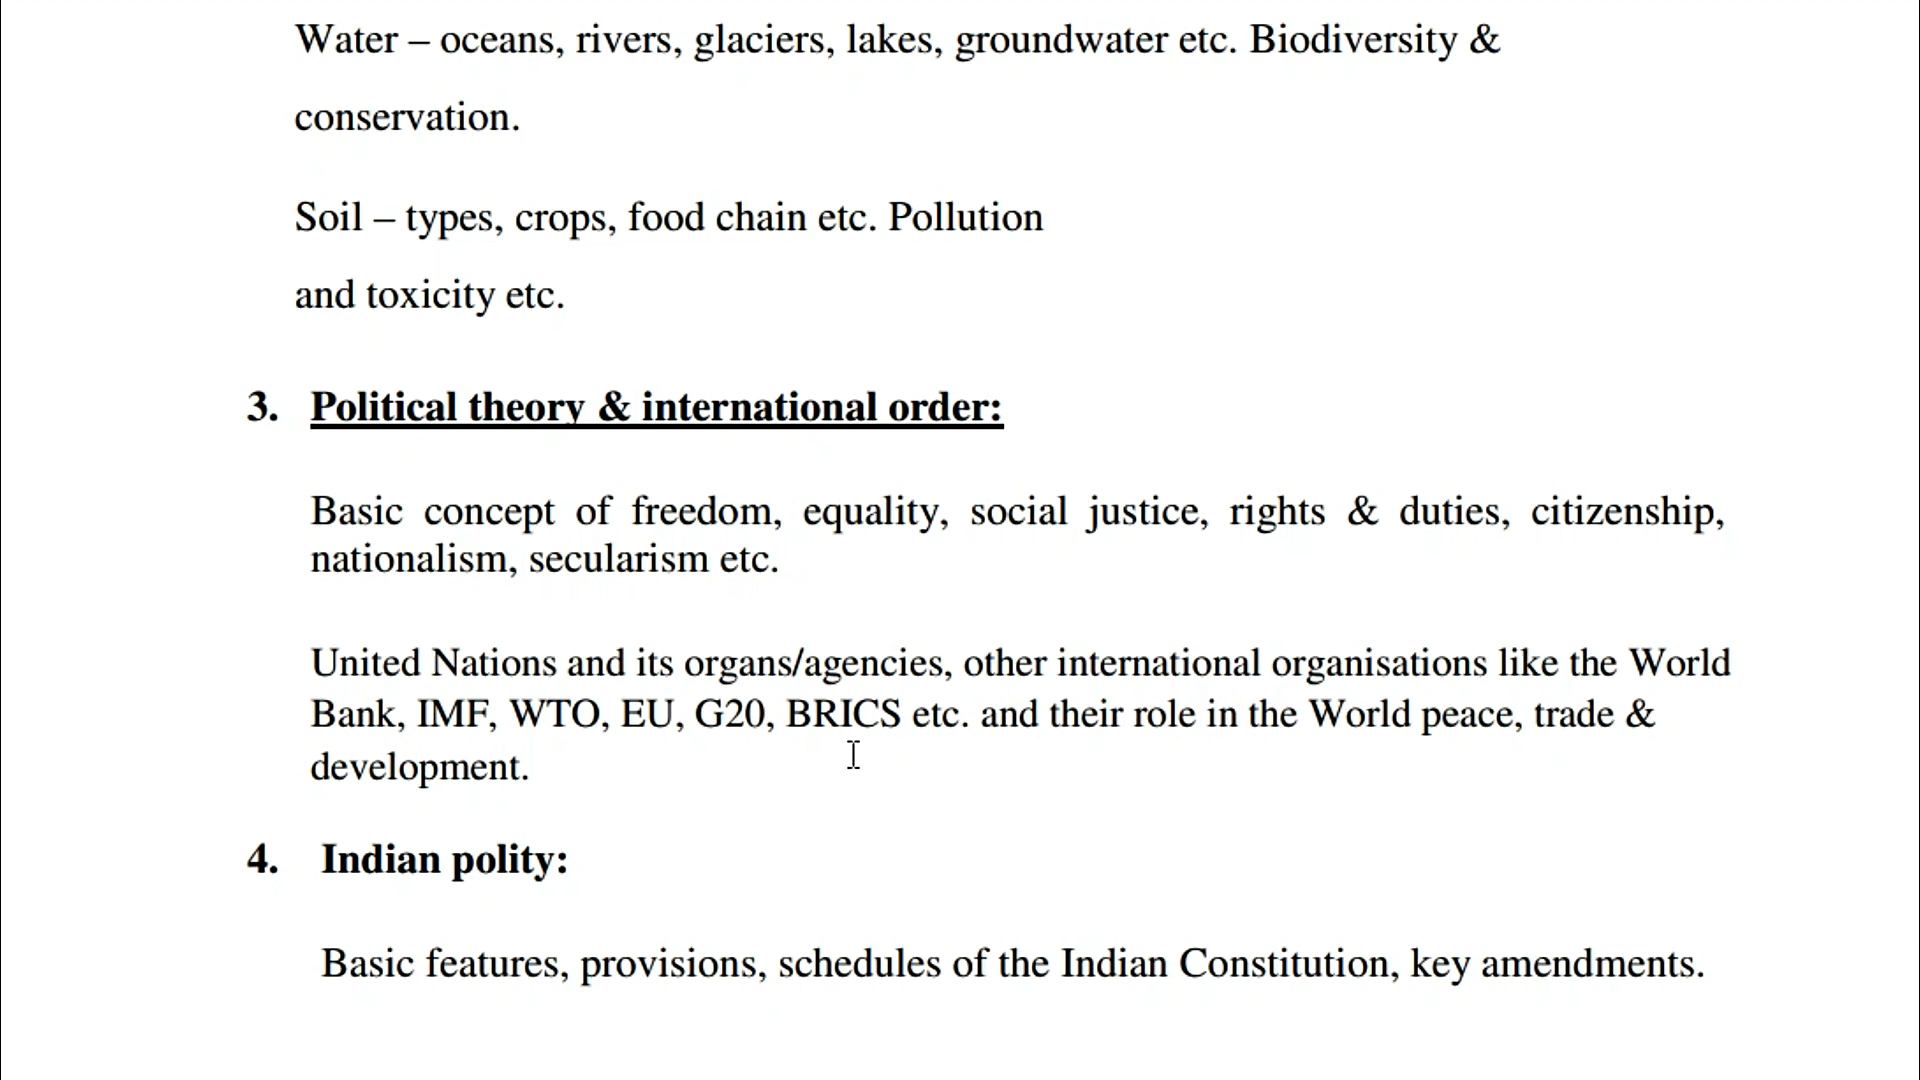 Water – oceans, rivers, glaciers, lakes, groundwater etc. Biodiversity &
conservation.
Soil – types, crops, food chain etc. Pollution
and toxicity etc.
3. Political theory & international order:
Basic concept of freedom, equality, social justice, rights & duties, citizenship,
nationalism, secularism etc.
United Nations and its organs/agencies, other international organisations like the World
Bank, IMF, WTO, EU, G20, BRICS etc. and their role in the World peace, trade &
development.
4. Indian polity:
Basic features, provisions, schedules of the Indian Constitution, key amendments.